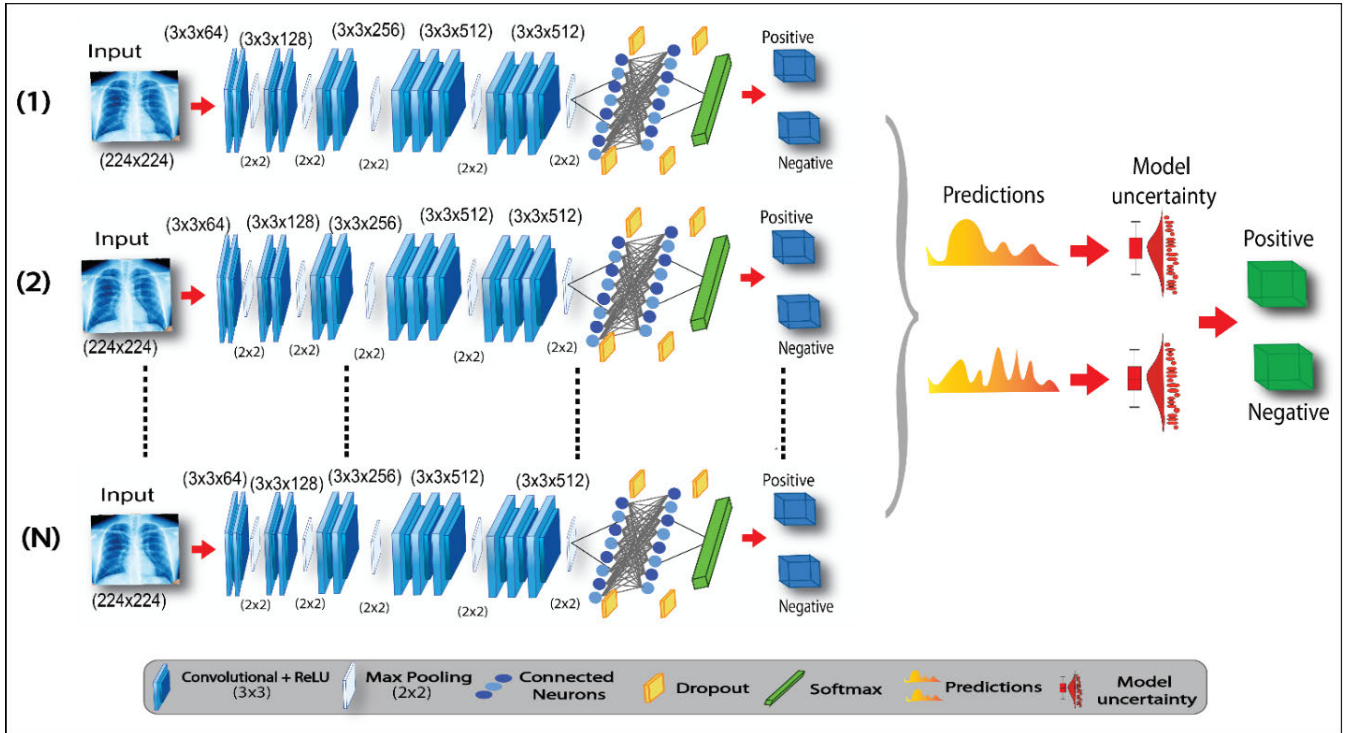 (1)
Input
(3x3x64)
(3x3x128)
(3x3x256)
(3x3x512)
(3x3x512)
(224x224)
(2x2)
(2x2)
(2x2)
(2x2)
(2x2)
Positive
Negative
(2)
Input
(3x3x64)
(3x3x128)
(3x3x256)
(3x3x512)
(3x3x512)
(224x224)
(2x2)
(2x2)
(2x2)
(2x2)
(2x2)
Positive
Negative
(N)
Input
(3x3x64)
(3x3x128)
(3x3x256)
(3x3x512)
(3x3x512)
(224x224)
(2x2)
(2x2)
(2x2)
(2x2)
(2x2)
Positive
Negative
Predictions
Model
uncertainty
Positive
Negative
Convolutional + ReLU
(3x3)
Max Pooling
(2x2)
Connected
Neurons
Dropout
Softmax
Predictions
Model
uncertainty